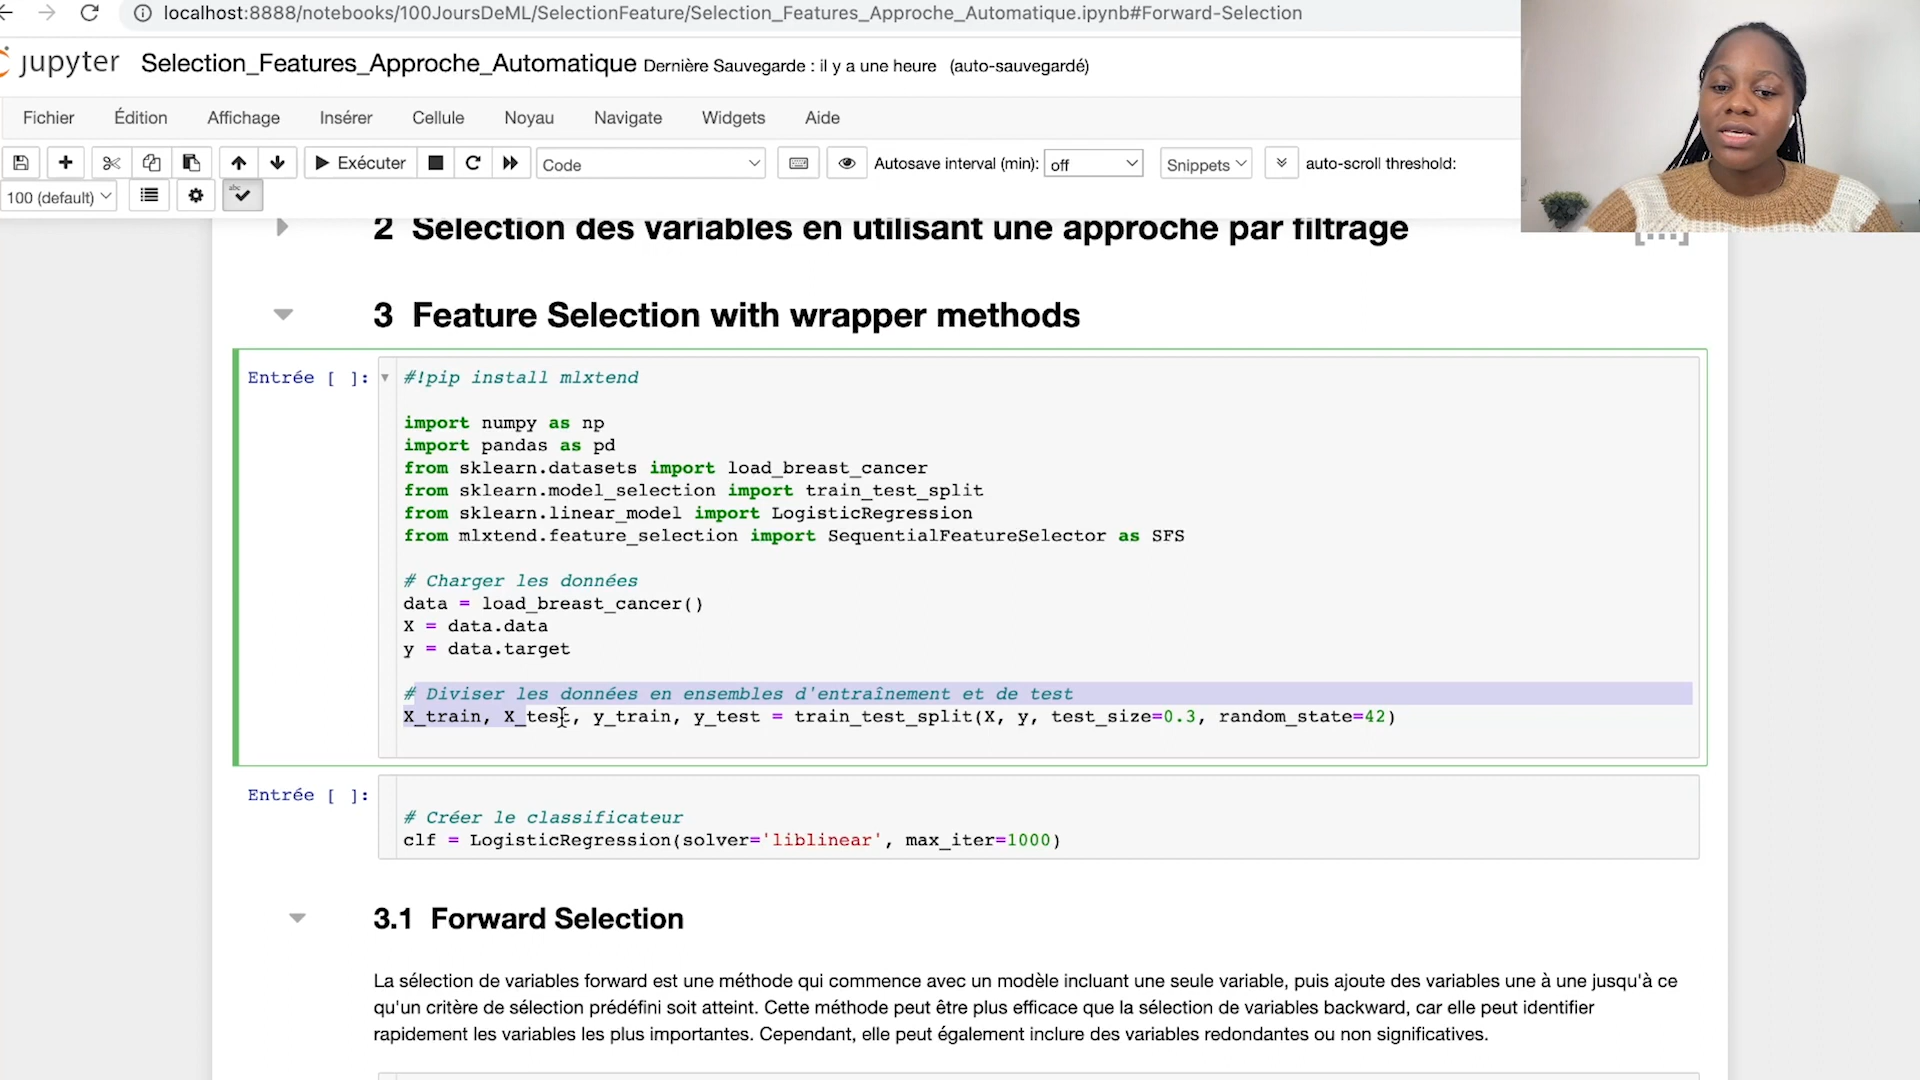 localhost:8888/notebooks/100JoursDeML/SelectionFeature/Selection_Features_Approche_Automatique.ipynb#Forward-Selection
jupyter Selection_Features_Approche_Automatique Dernière Sauvegarde : il y a une heure (auto-sauvegardé)
Fichier Édition Affichage Insérer Cellule Noyau Navigate Widgets Aide
Exécuter Code Autosave interval (min): off Snippets auto-scroll threshold:
100 (default) abc
2 Selection des variables en utilisant une approche par filtrage
[...]
3 Feature Selection with wrapper methods
Entrée [ ]: #!pip install mlxtend
import numpy as np
import pandas as pd
from sklearn.datasets import load_breast_cancer
from sklearn.model_selection import train_test_split
from sklearn.linear_model import LogisticRegression
from mlxtend.feature_selection import SequentialFeatureSelector as SFS
# Charger les données
data = load_breast_cancer()
X = data.data
y = data.target
# Diviser les données en ensembles d'entraînement et de test
X_train, X_test, y_train, y_test = train_test_split(X, y, test_size=0.3, random_state=42)
Entrée [ ]:
# Créer le classificateur
clf = LogisticRegression(solver='liblinear', max_iter=1000)
3.1 Forward Selection
La sélection de variables forward est une méthode qui commence avec un modèle incluant une seule variable, puis ajoute des variables une à une jusqu'à ce
qu'un critère de sélection prédéfini soit atteint. Cette méthode peut être plus efficace que la sélection de variables backward, car elle peut identifier
rapidement les variables les plus importantes. Cependant, elle peut également inclure des variables redondantes ou non significatives.